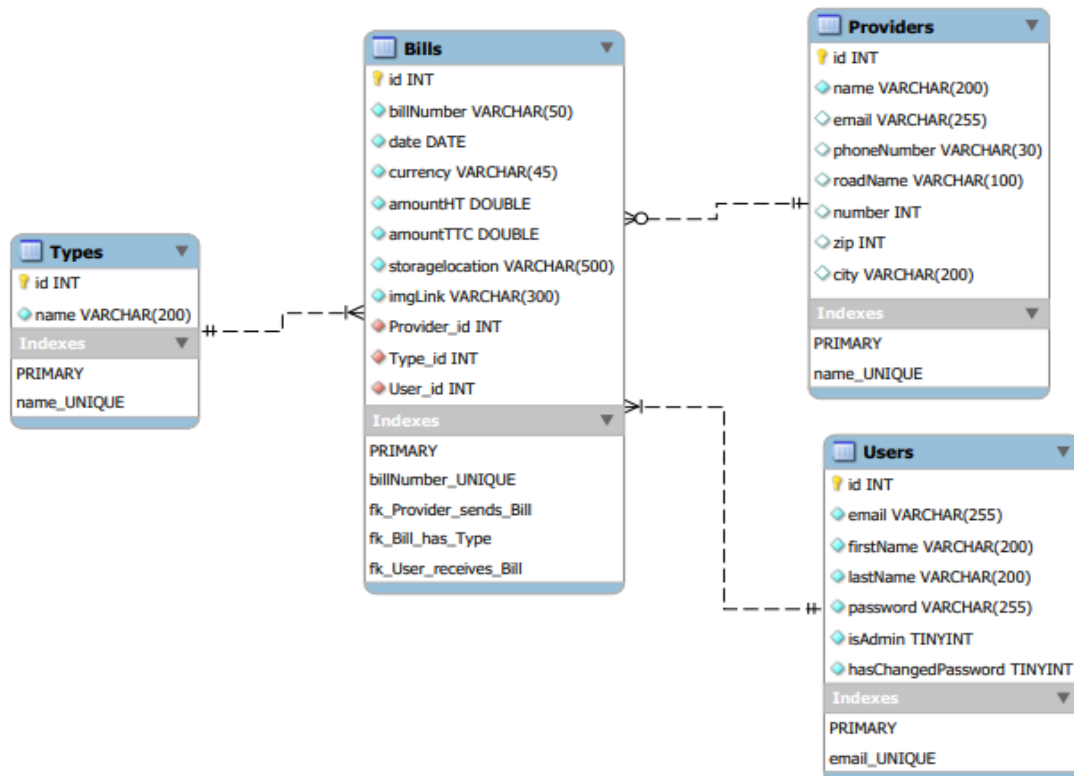 Types
id INT
name VARCHAR(200)
Indexes
PRIMARY
name_UNIQUE
Bills
id INT
billNumber VARCHAR(50)
date DATE
currency VARCHAR(45)
amountHT DOUBLE
amountTTC DOUBLE
storagelocation VARCHAR(500)
imgLink VARCHAR(300)
Provider_id INT
Type_id INT
User_id INT
Indexes
PRIMARY
billNumber_UNIQUE
fk_Provider_sends_Bill
fk_Bill_has_Type
fk_User_receives_Bill
Providers
id INT
name VARCHAR(200)
email VARCHAR(255)
phoneNumber VARCHAR(30)
roadName VARCHAR(100)
number INT
zip INT
city VARCHAR(200)
Indexes
PRIMARY
name_UNIQUE
Users
id INT
email VARCHAR(255)
firstName VARCHAR(200)
lastName VARCHAR(200)
password VARCHAR(255)
isAdmin TINYINT
hasChangedPassword TINYINT
Indexes
PRIMARY
email_UNIQUE